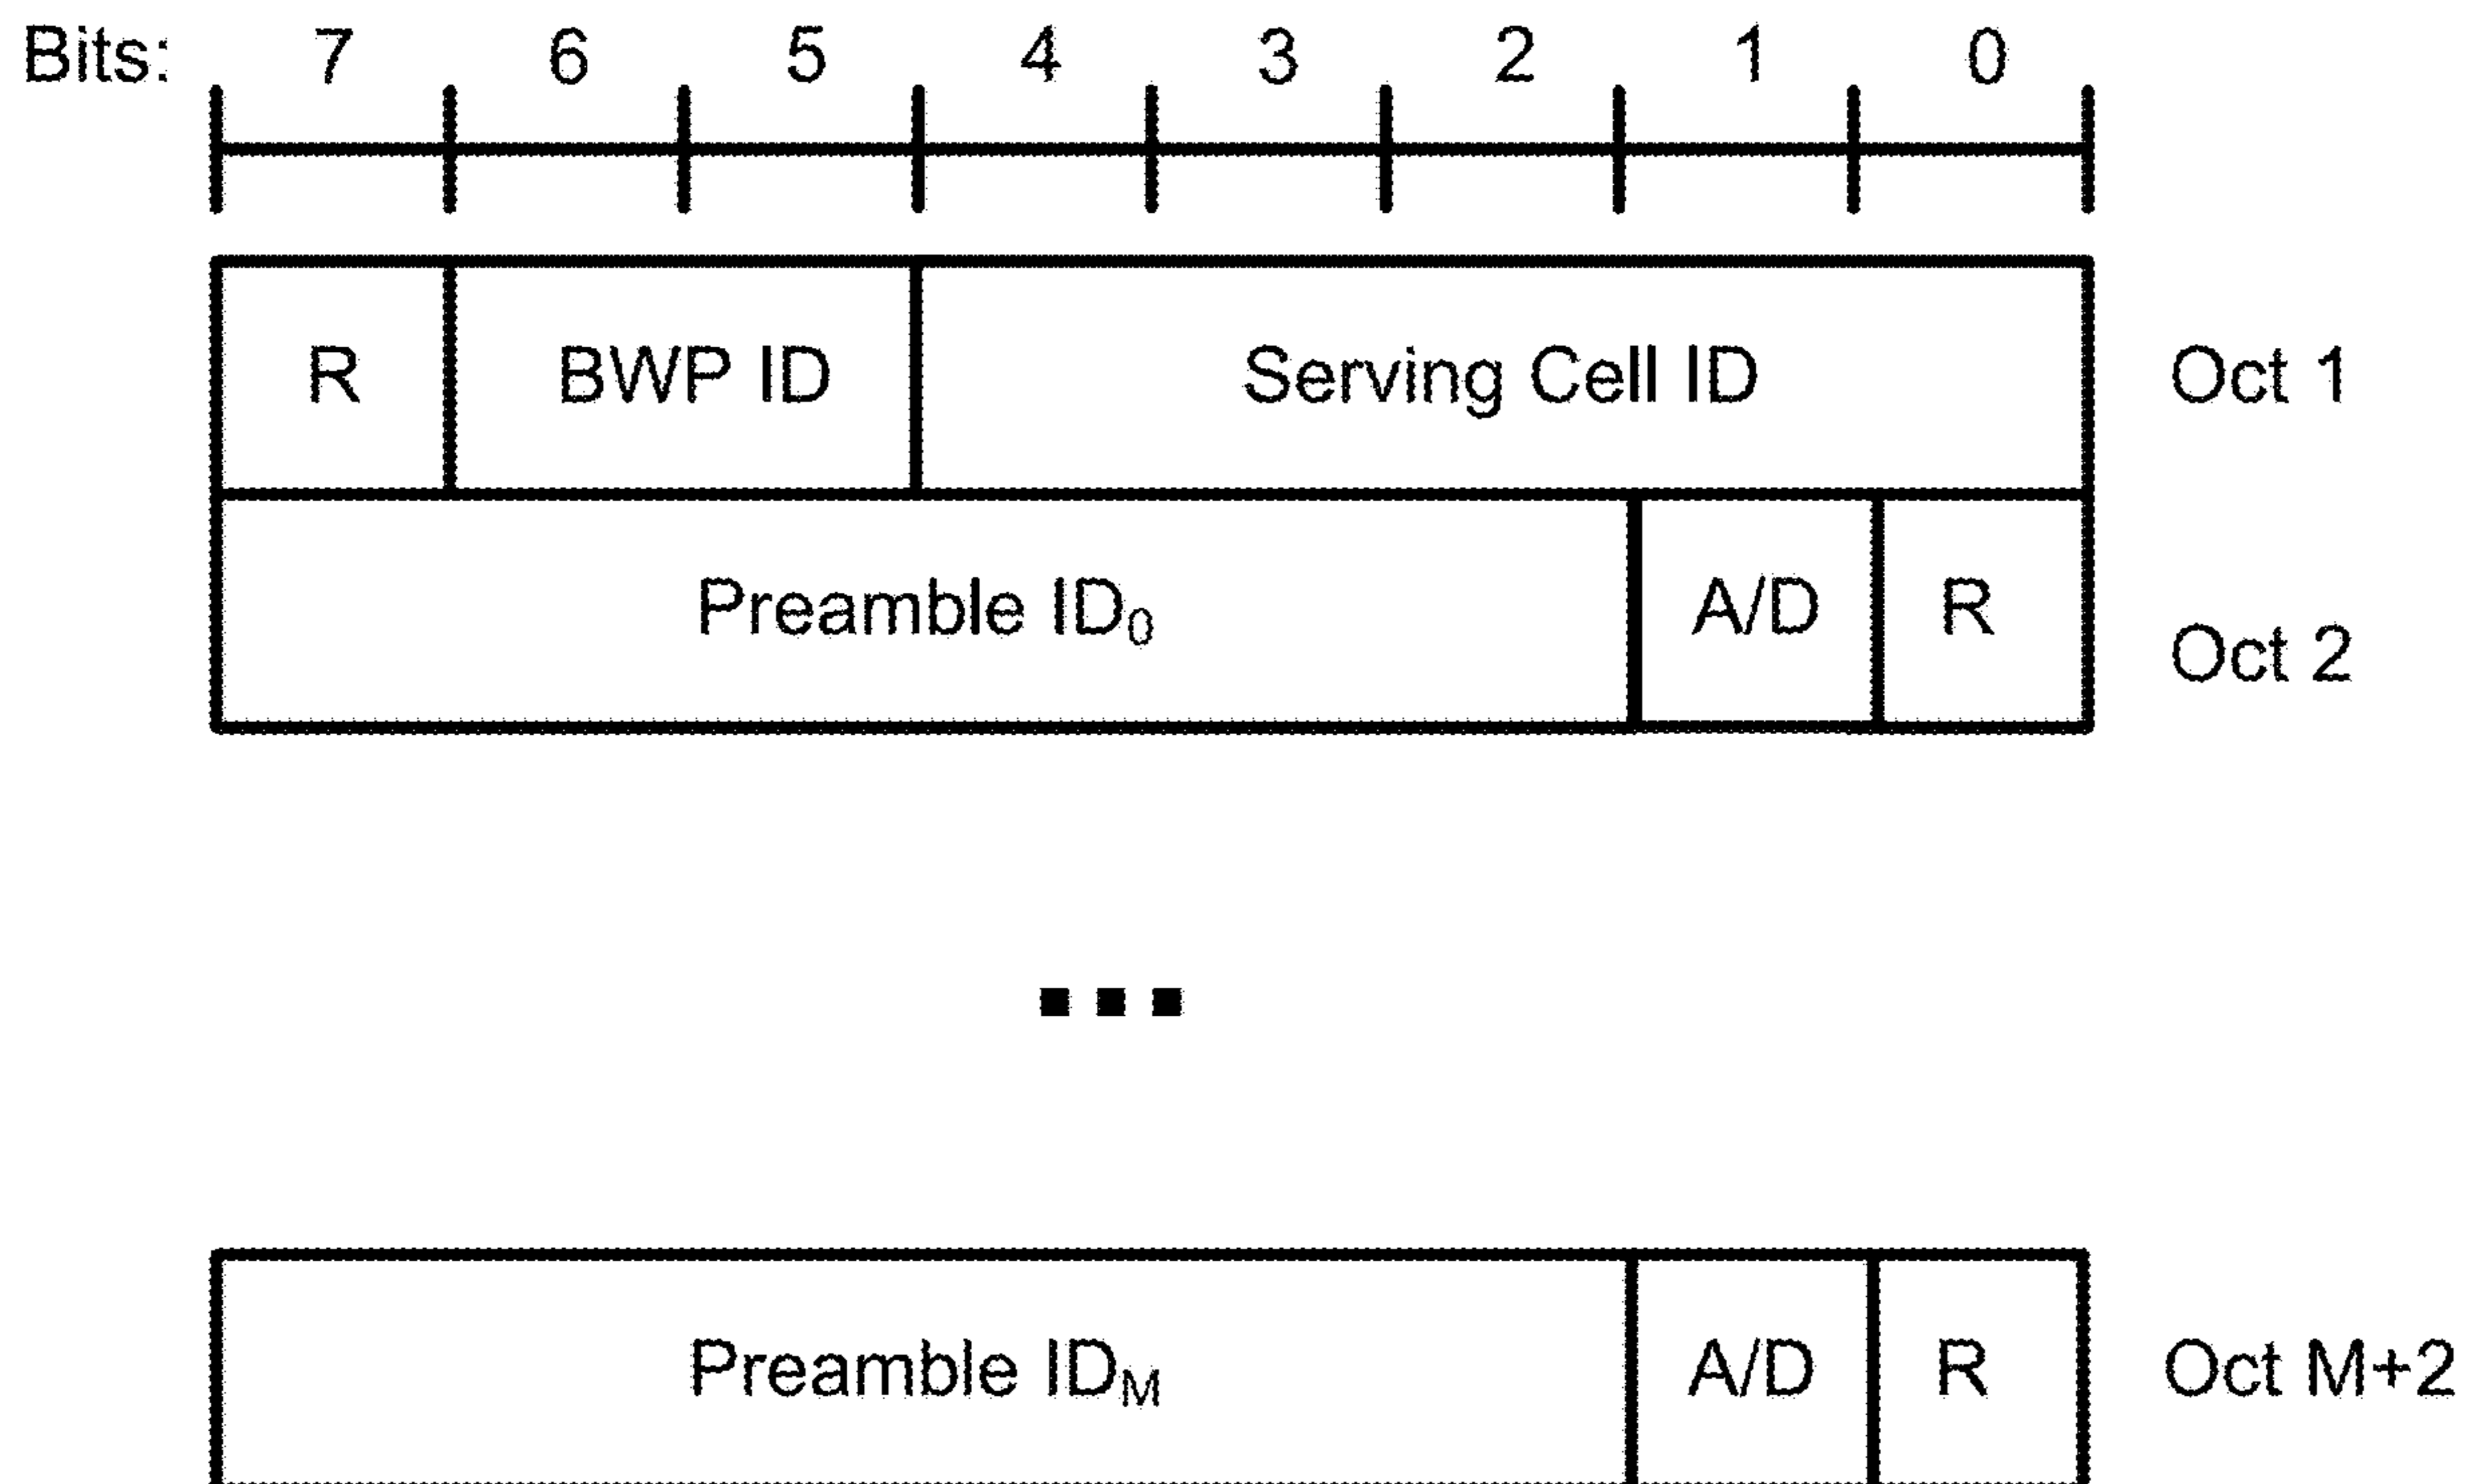 Bits: 7 6 5 4 3 2 1 0
R BWP ID Serving Cell ID Oct 1
Preamble ID₀ A/D R Oct 2
Preamble IDM A/D R Oct M+2